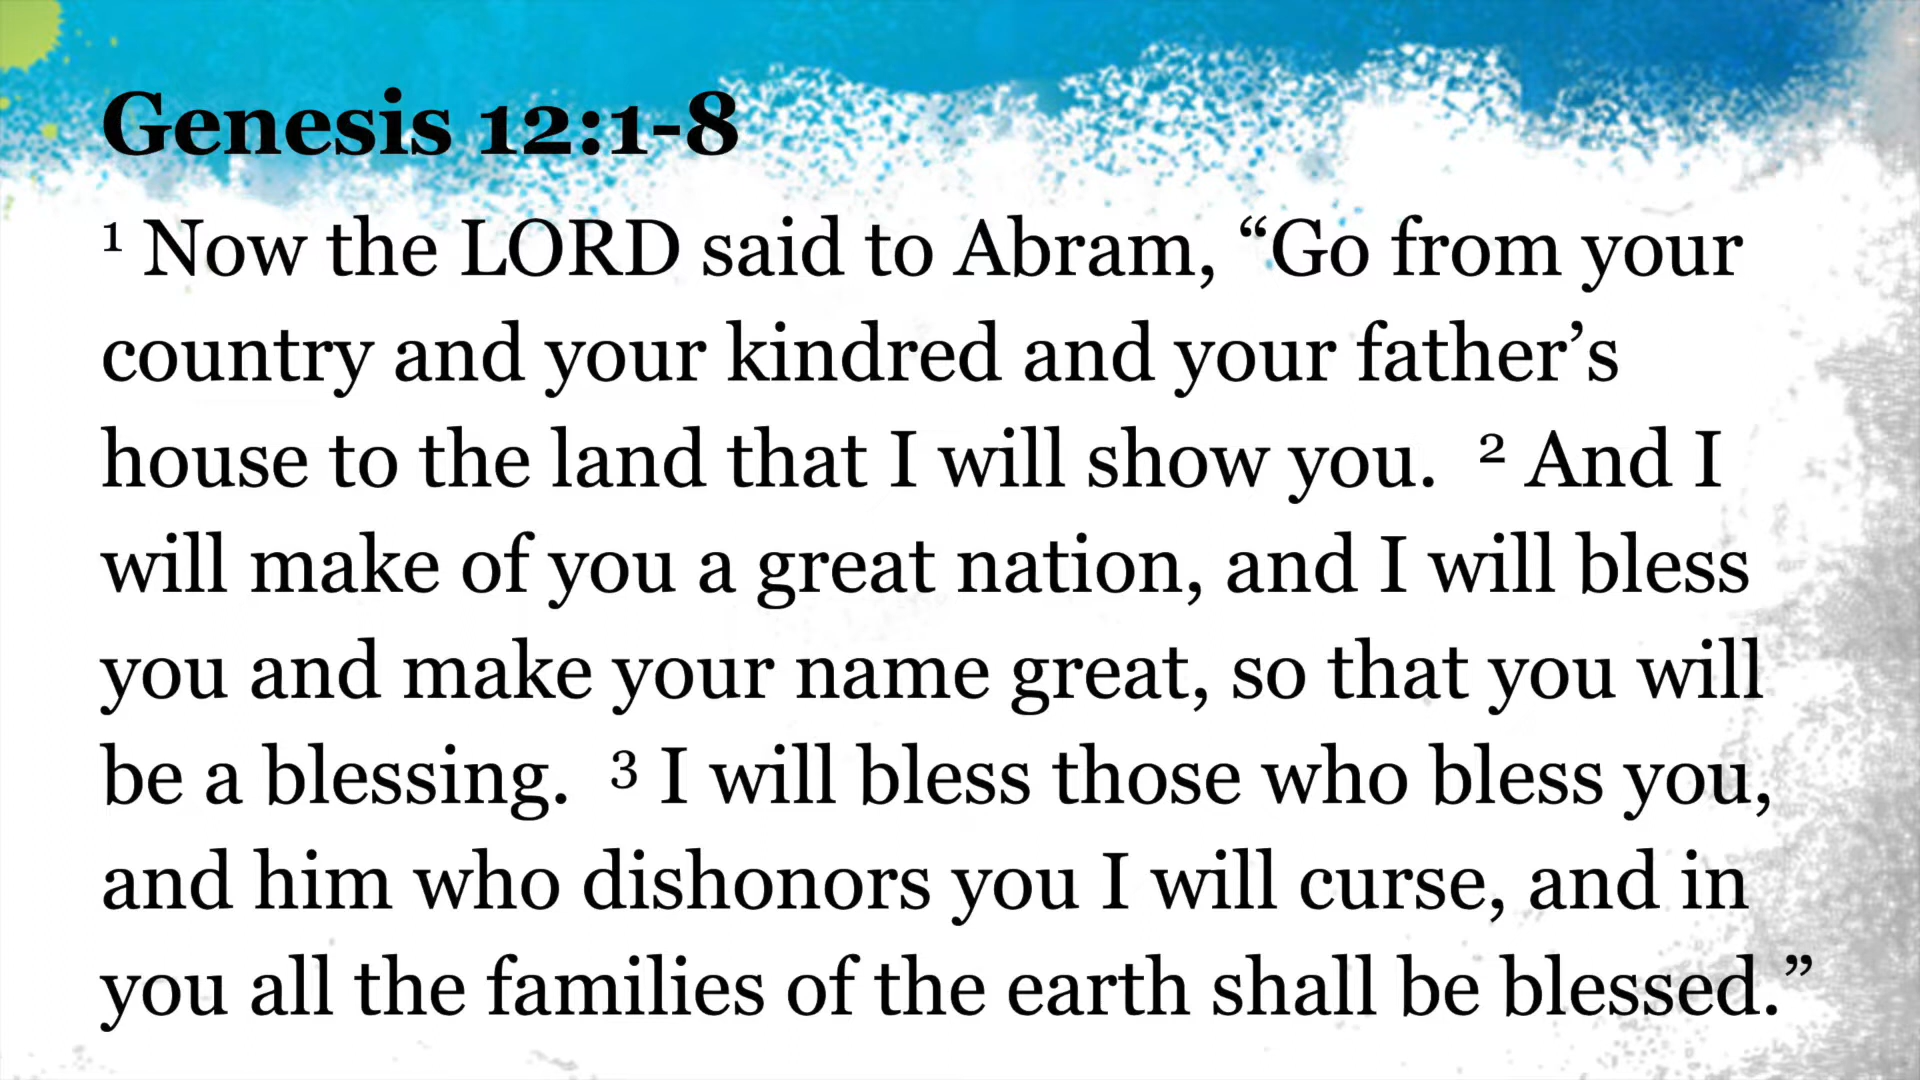 Genesis 12:1-8
¹ Now the LORD said to Abram, “Go from your
country and your kindred and your father’s
house to the land that I will show you.  ² And I
will make of you a great nation, and I will bless
you and make your name great, so that you will
be a blessing.  ³ I will bless those who bless you,
and him who dishonors you I will curse, and in
you all the families of the earth shall be blessed.”